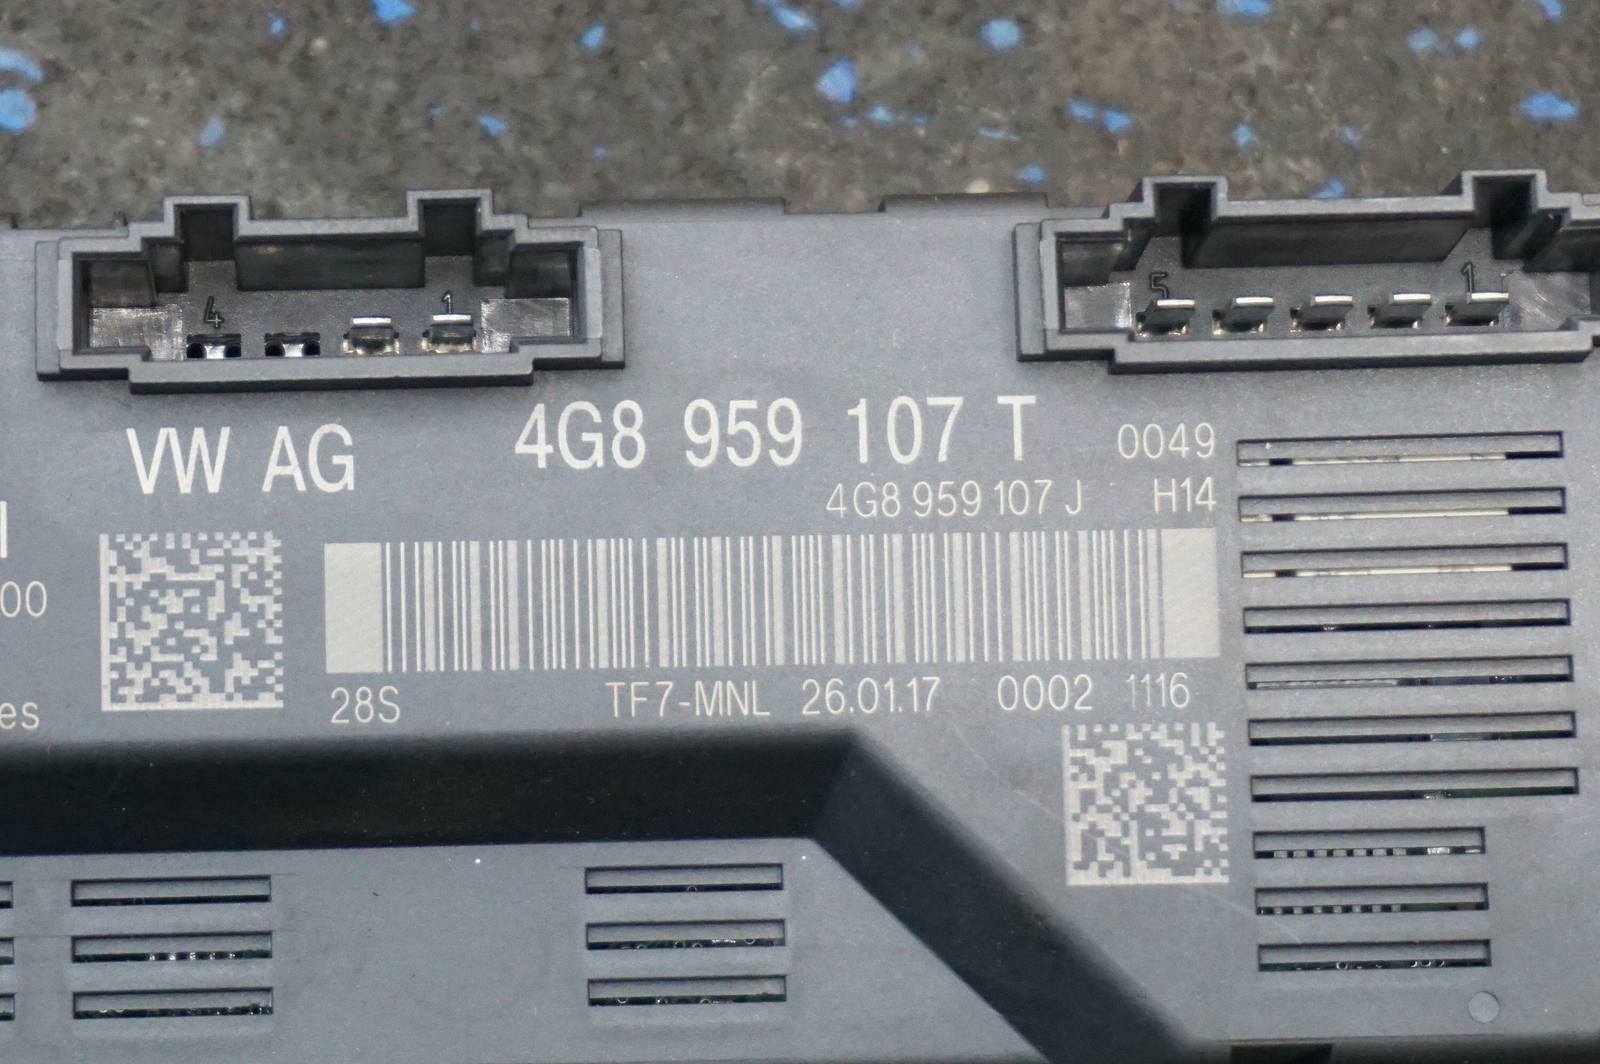 4 1
5 1
VW AG 4G8 959 107 T 0049
4G8 959 107 J H14
00
28S TF7-MNL 26.01.17 0002 1116
es